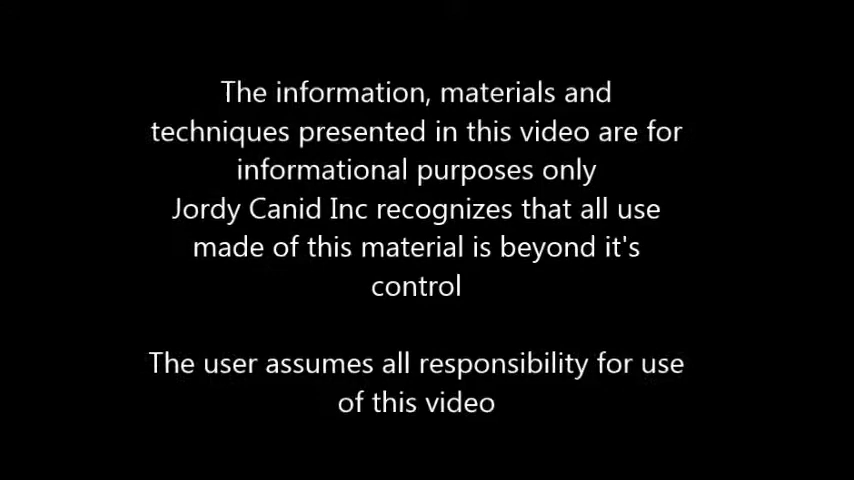 The information, materials and
techniques presented in this video are for
informational purposes only
Jordy Canid Inc recognizes that all use
made of this material is beyond it's
control
The user assumes all responsibility for use
of this video